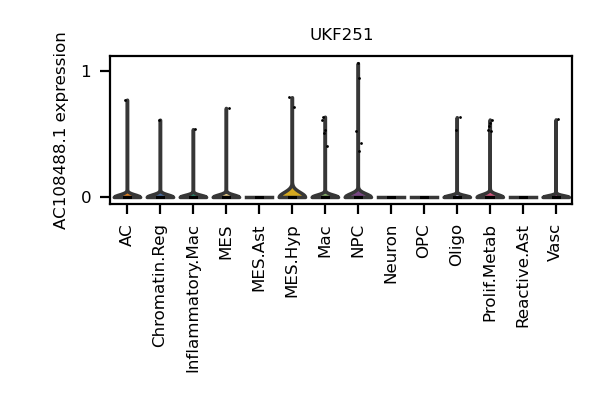 UKF251
AC108488.1 expression
1
0
AC
Chromatin.Reg
Inflammatory.Mac
MES
MES.Ast
MES.Hyp
Mac
NPC
Neuron
OPC
Oligo
Prolif.Metab
Reactive.Ast
Vasc